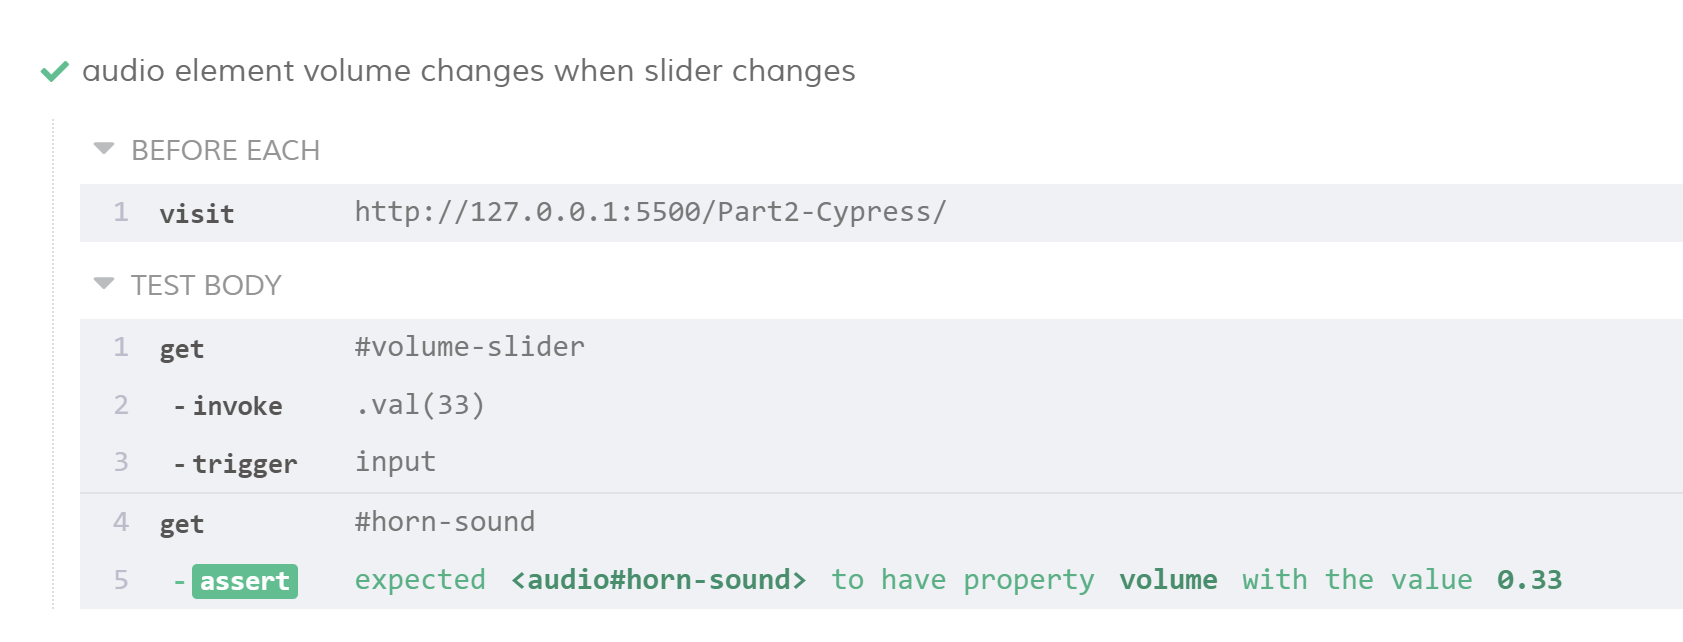 audio element volume changes when slider changes
BEFORE EACH
1 visit http://127.0.0.1:5500/Part2-Cypress/
TEST BODY
1 get #volume-slider
2 -invoke .val(33)
3 -trigger input
4 get #horn-sound
5 -assert expected <audio#horn-sound> to have property volume with the value 0.33